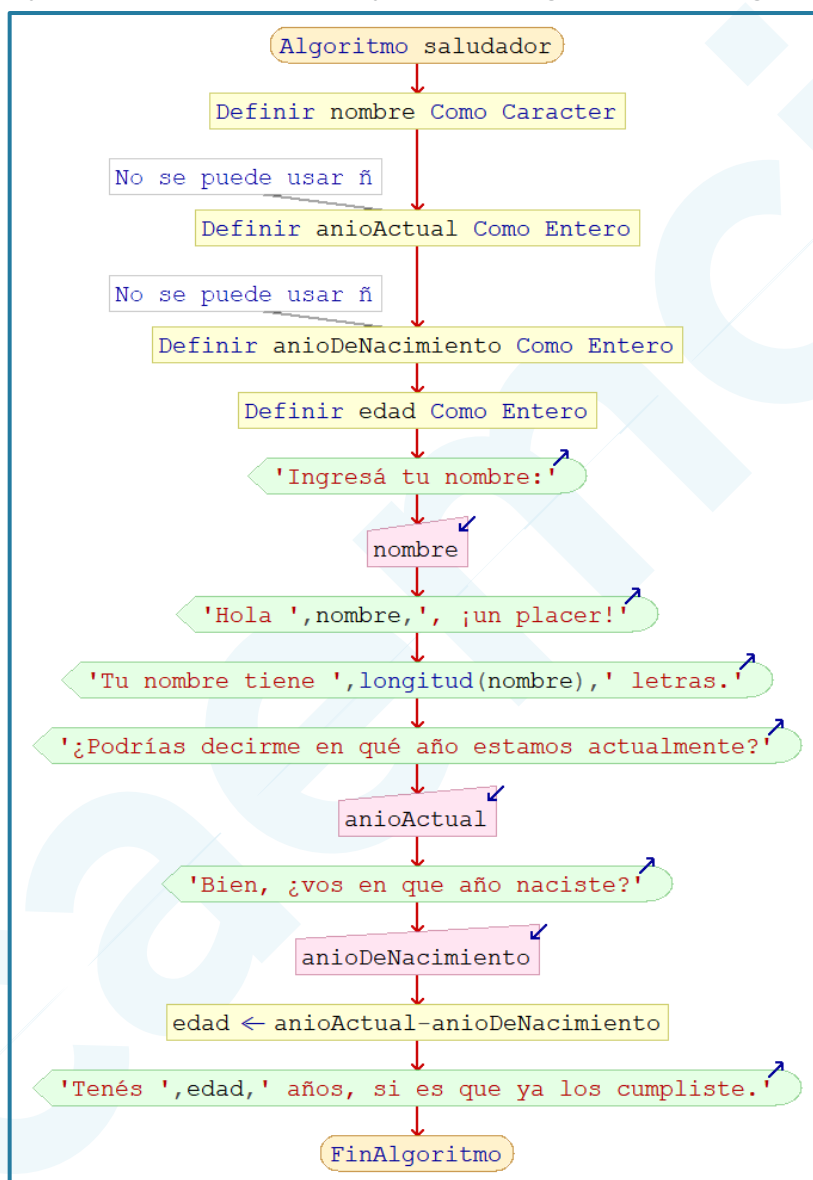 Algoritmo saludador
Definir nombre Como Caracter
No se puede usar ñ
Definir anioActual Como Entero
No se puede usar ñ
Definir anioDeNacimiento Como Entero
Definir edad Como Entero
'Ingresá tu nombre:'
nombre
'Hola ',nombre,', ¡un placer!'
'Tu nombre tiene ',longitud(nombre),' letras.'
'¿Podrías decirme en qué año estamos actualmente?'
anioActual
'Bien, ¿vos en que año naciste?'
anioDeNacimiento
edad ← anioActual-anioDeNacimiento
'Tenés ',edad,' años, si es que ya los cumpliste.'
FinAlgoritmo